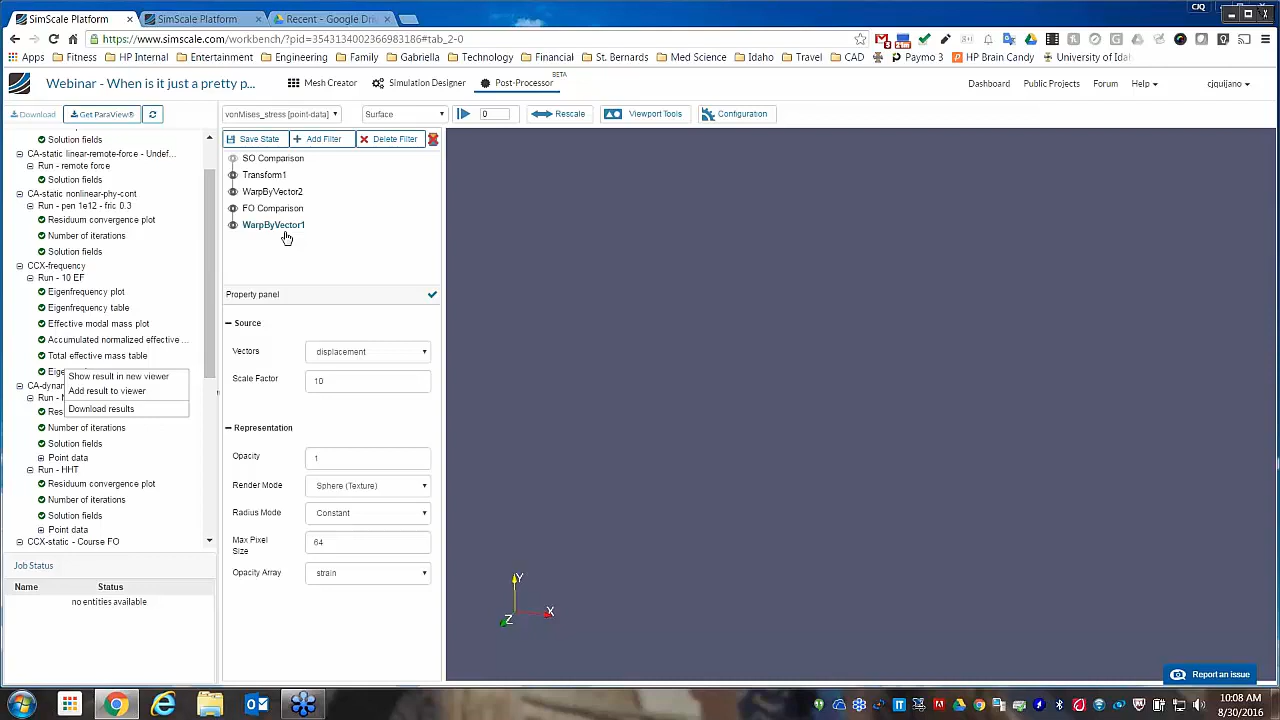 SimScale Platform
SimScale Platform
Recent - Google Dri
CIQ
https://www.simscale.com/workbench/?pid=354313400236698318​6#tab_2-0
Apps
Fitness
HP Internal
Entertainment
Engineering
Family
Gabriella
Technology
Financial
St. Bernards
Med Science
Idaho
Travel
CAD
Paymo 3
HP Brain Candy
University of Idah
Webinar - When is it just a pretty p...
Mesh Creator
Simulation Designer
Post-Processor
BETA
Dashboard
Public Projects
Forum
Help
cjquijano
Download
Get ParaView®
vonMises_stress [point-data]
Surface
0
Rescale
Viewport Tools
Configuration
Solution fields
CA-static linear-remote-force - Undef...
Run - remote force
Solution fields
CA-static nonlinear-phy-cont
Run - pen 1e12 - fric 0.3
Residuum convergence plot
Number of iterations
Solution fields
CCX-frequency
Run - 10 EF
Eigenfrequency plot
Eigenfrequency table
Effective modal mass plot
Accumulated normalized effective ...
Total effective mass table
Eige
Show result in new viewer
Add result to viewer
Download results
CA-dyna
Run - N
Res
Number of iterations
Solution fields
Point data
Run - HHT
Residuum convergence plot
Number of iterations
Solution fields
Point data
CCX-static - Course FO
Job Status
Name
Status
no entities available
Save State
Add Filter
Delete Filter
SO Comparison
Transform1
WarpByVector2
FO Comparison
WarpByVector1
Property panel
Source
Vectors
displacement
Scale Factor
10
Representation
Opacity
1
Render Mode
Sphere (Texture)
Radius Mode
Constant
Max Pixel Size
64
Opacity Array
strain
Y
X
Z
Report an issue
10:08 AM
8/30/2016